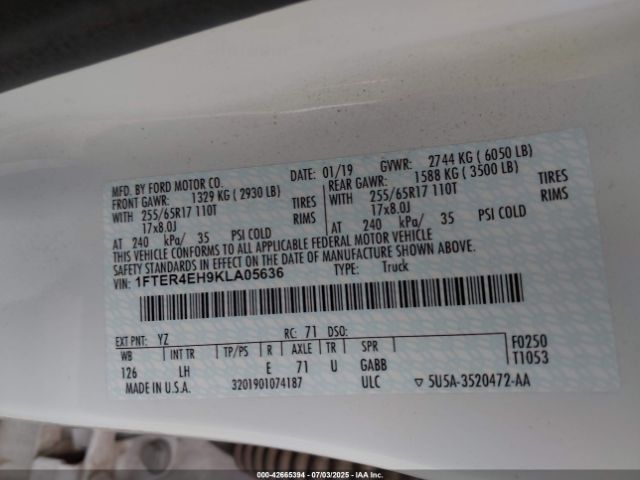 MFD. BY FORD MOTOR CO.
DATE: 01/19 GVWR: 2744 KG ( 6050 LB)
FRONT GAWR: 1329 KG ( 2930 LB) REAR GAWR: 1588 KG ( 3500 LB)
WITH 255/65R17 110T TIRES WITH 255/65R17 110T TIRES
17x8.0J RIMS 17x8.0J RIMS
AT 240 kPa/ 35 PSI COLD AT 240 kPa/ 35 PSI COLD
THIS VEHICLE CONFORMS TO ALL APPLICABLE FEDERAL MOTOR VEHICLE
SAFETY STANDARDS IN EFFECT ON THE DATE OF MANUFACTURE SHOWN ABOVE.
VIN: 1FTER4EH9KLA05636 TYPE: Truck
EXT PNT: YZ RC: 71 DSO:
WB INT TR TP/PS R AXLE TR SPR F0250
126 LH E 71 U GABB T1053
MADE IN U.S.A. 3201901074187 ULC ▽ 5U5A-3520472-AA
000-42665394 - 07/03/2025 - IAA Inc.